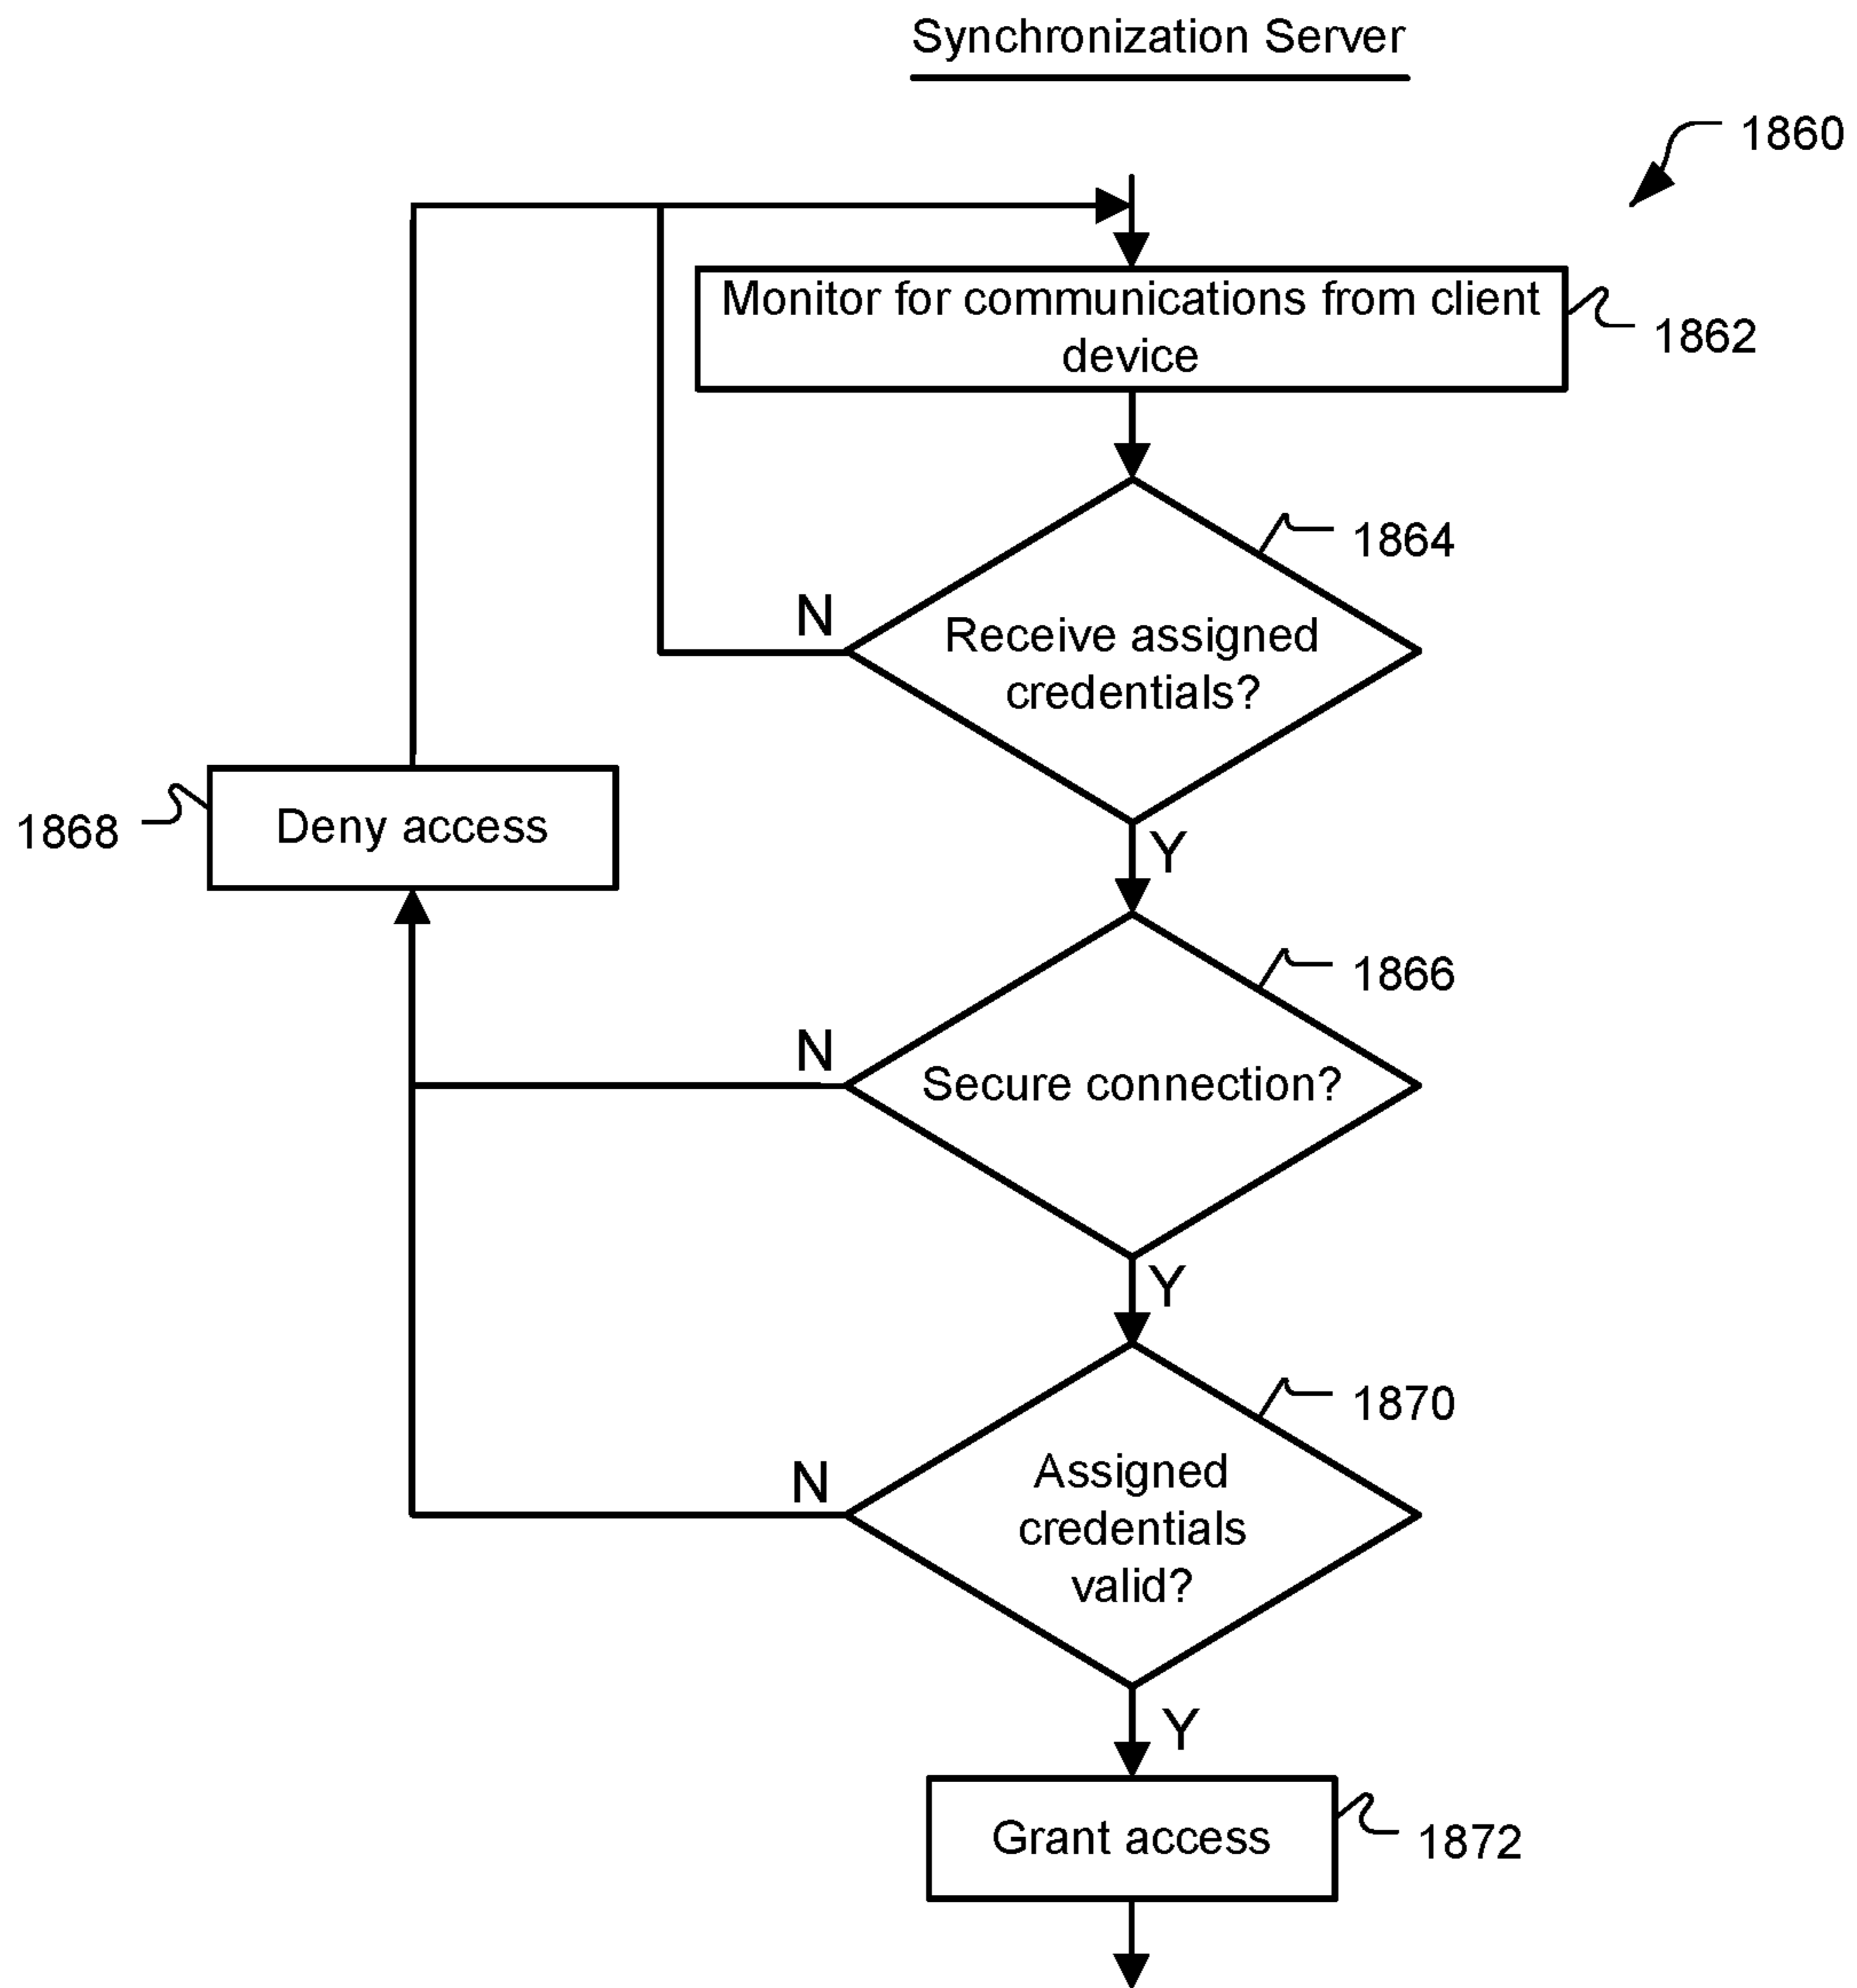 Synchronization Server
1860
Monitor for communications from client
device
1862
1864
N
Receive assigned
credentials?
Y
1868
Deny access
1866
N
Secure connection?
Y
1870
N
Assigned
credentials
valid?
Y
Grant access
1872